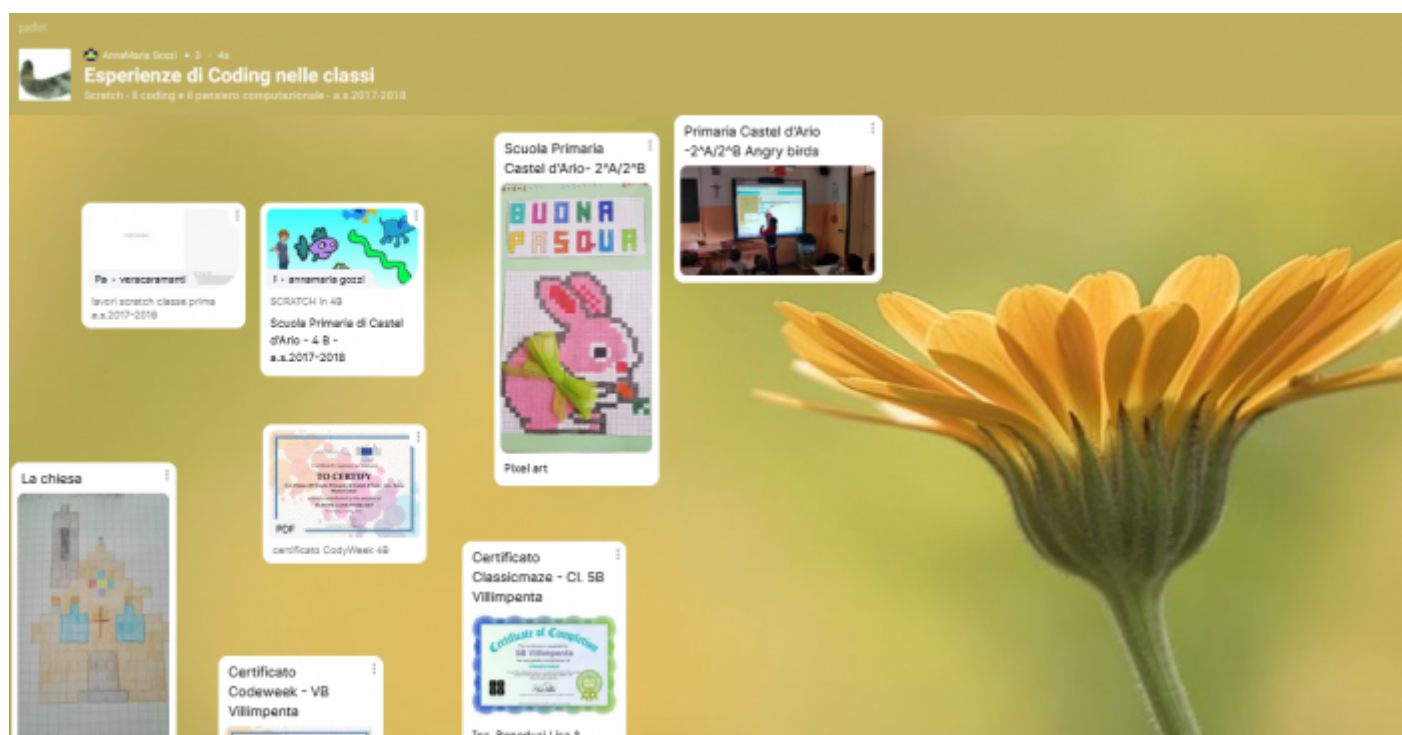 padlet
AnnaMaria Gozzi + 3 · 4a
Esperienze di Coding nelle classi
Scratch - Il coding e il pensiero computazionale - a.s.2017-2018
Primaria Castel d'Ario
-2^A/2^B Angry birds
Scuola Primaria
Castel d'Ario- 2^A/2^B
BUONA
PASQUA
Pixel art
Pa - veracaramanti
lavori scratch classe prima
a.s.2017-2018
annamaria gozzi
SCRATCH in 4B
Scuola Primaria di Castel
d'Ario - 4 B -
a.s.2017-2018
TO CERTIFY
PDF
certificato CodyWeek 4B
La chiesa
Certificato
Classicmaze - Cl. 5B
Villimpenta
Certificate of Completion
5B Villimpenta
Certificato
Codeweek - VB
Villimpenta